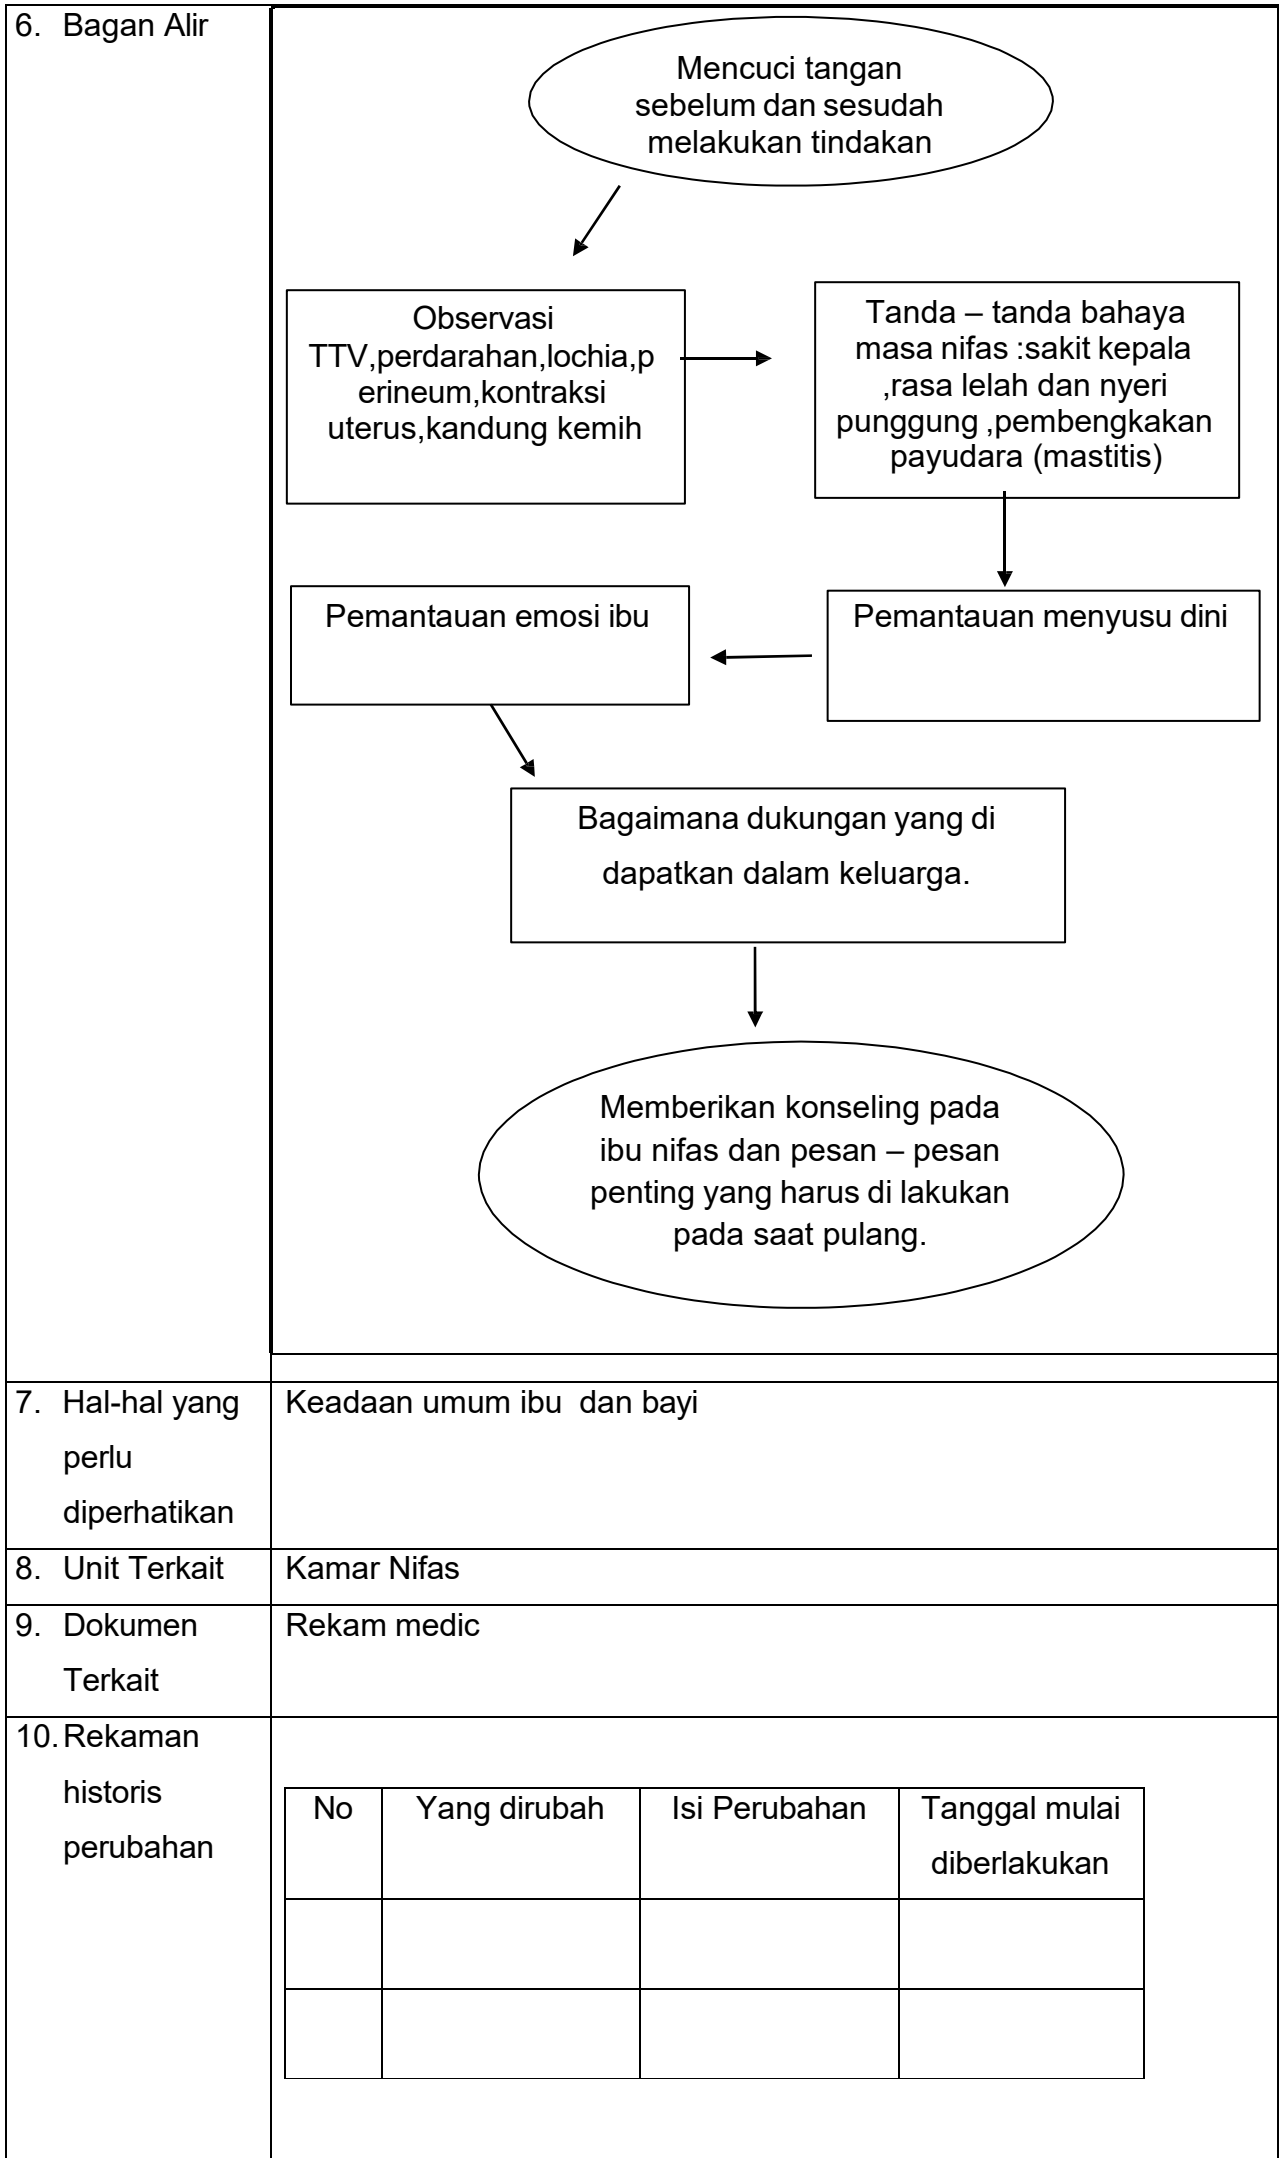 6. Bagan Alir
Mencuci tangan
sebelum dan sesudah
melakukan tindakan
Observasi
TTV,perdarahan,lochia,p
erineum,kontraksi
uterus,kandung kemih
Tanda – tanda bahaya
masa nifas :sakit kepala
,rasa lelah dan nyeri
punggung ,pembengkakan
payudara (mastitis)
Pemantauan menyusu dini
Pemantauan emosi ibu
Bagaimana dukungan yang di
dapatkan dalam keluarga.
Memberikan konseling pada
ibu nifas dan pesan – pesan
penting yang harus di lakukan
pada saat pulang.
7. Hal-hal yang
perlu
diperhatikan
Keadaan umum ibu  dan bayi
8. Unit Terkait
Kamar Nifas
9. Dokumen
Terkait
Rekam medic
10. Rekaman
historis
perubahan
No
Yang dirubah
Isi Perubahan
Tanggal mulai
diberlakukan